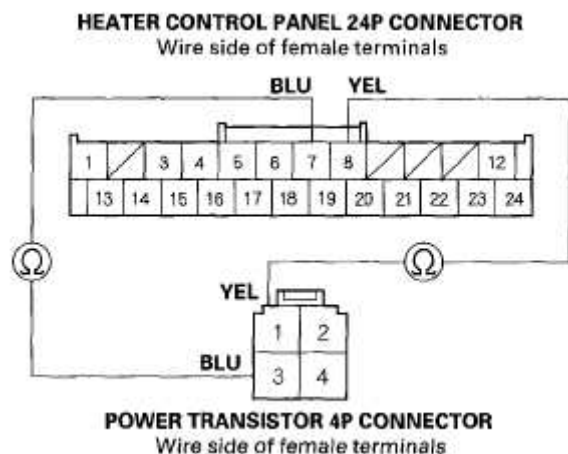 HEATER CONTROL PANEL 24P CONNECTOR
Wire side of female terminals
BLU YEL
1 3 4 5 6 7 8 12
13 14 15 16 17 18 19 20 21 22 23 24
Ω Ω
YEL
1 2
BLU
3 4
POWER TRANSISTOR 4P CONNECTOR
Wire side of female terminals